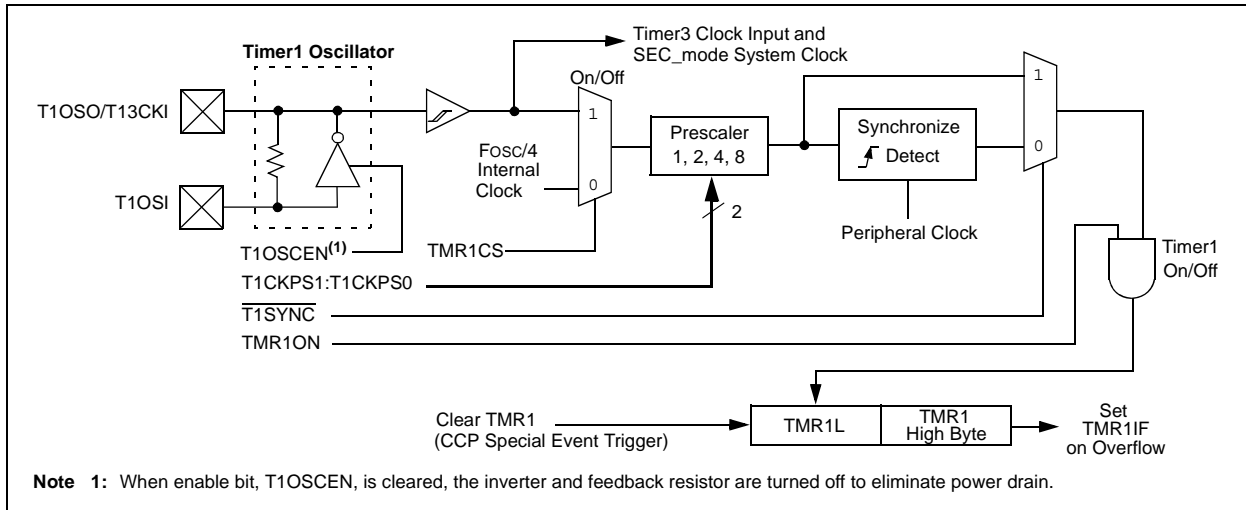 Timer3 Clock Input and
SEC_mode System Clock
Timer1 Oscillator
On/Off
1
T1OSO/T13CKI
1
Prescaler
1, 2, 4, 8
Synchronize
Detect
FOSC/4
Internal
Clock
0
0
T1OSI
2
Peripheral Clock
T1OSCEN(1)
TMR1CS
Timer1
On/Off
T1CKPS1:T1CKPS0
T1SYNC
TMR1ON
Clear TMR1
(CCP Special Event Trigger)
TMR1L
TMR1
High Byte
Set
TMR1IF
on Overflow
Note 1: When enable bit, T1OSCEN, is cleared, the inverter and feedback resistor are turned off to eliminate power drain.